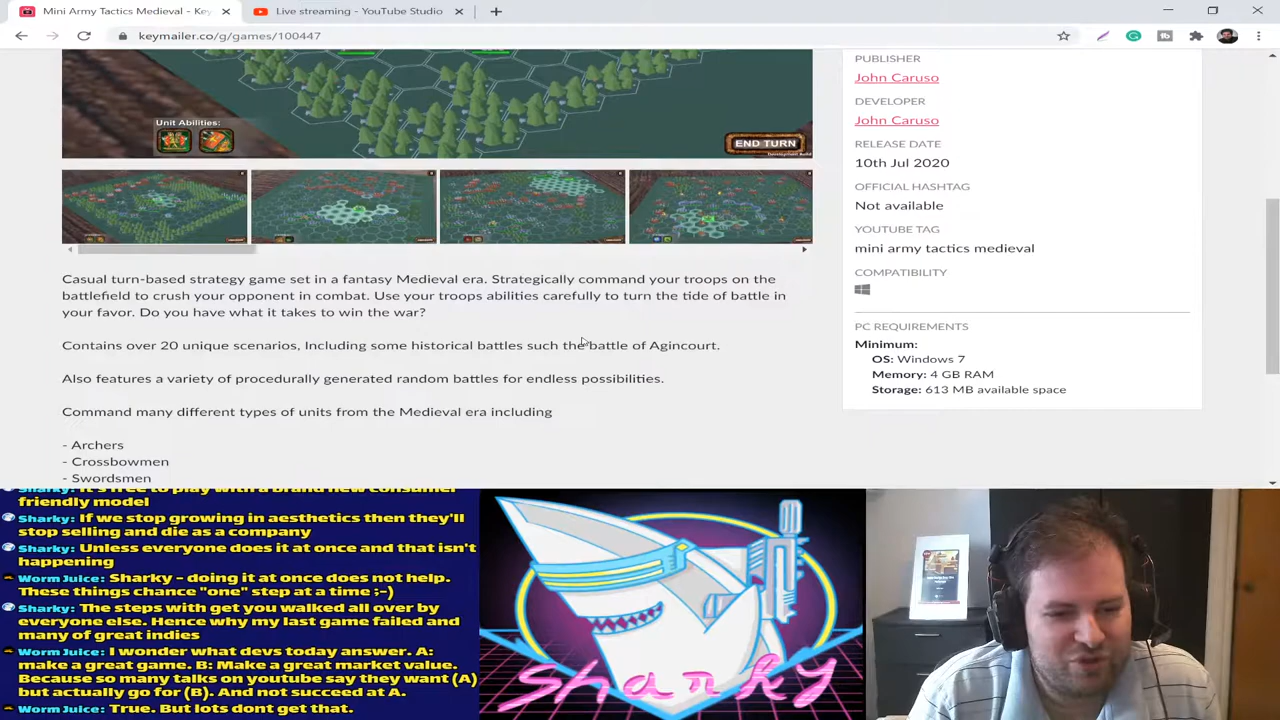 Mini Army Tactics Medieval - Key
Live streaming - YouTube Studio
keymailer.co/g/games/100447
Unit Abilities:
END TURN
Development Build
PUBLISHER
John Caruso
DEVELOPER
John Caruso
RELEASE DATE
10th Jul 2020
OFFICIAL HASHTAG
Not available
YOUTUBE TAG
mini army tactics medieval
COMPATIBILITY
PC REQUIREMENTS
Minimum:
OS: Windows 7
Memory: 4 GB RAM
Storage: 613 MB available space
Casual turn-based strategy game set in a fantasy Medieval era. Strategically command your troops on the
battlefield to crush your opponent in combat. Use your troops abilities carefully to turn the tide of battle in
your favor. Do you have what it takes to win the war?
Contains over 20 unique scenarios, Including some historical battles such the battle of Agincourt.
Also features a variety of procedurally generated random battles for endless possibilities.
Command many different types of units from the Medieval era including
- Archers
- Crossbowmen
- Swordsmen
Sharky: It's free to play with a brand new consumer
friendly model
Sharky: If we stop growing in aesthetics then they'll
stop selling and die as a company
Sharky: Unless everyone does it at once and that isn't
happening
Worm Juice: Sharky - doing it at once does not help.
These things chance "one" step at a time ;-)
Sharky: The steps with get you walked all over by
everyone else. Hence why my last game failed and
many of great indies
Worm Juice: I wonder what devs today answer. A:
make a great game. B: Make a great market value.
Because so many talks on youtube say they want (A)
but actually go for (B). And not succeed at A.
Worm Juice: True. But lots dont get that.
Sharky